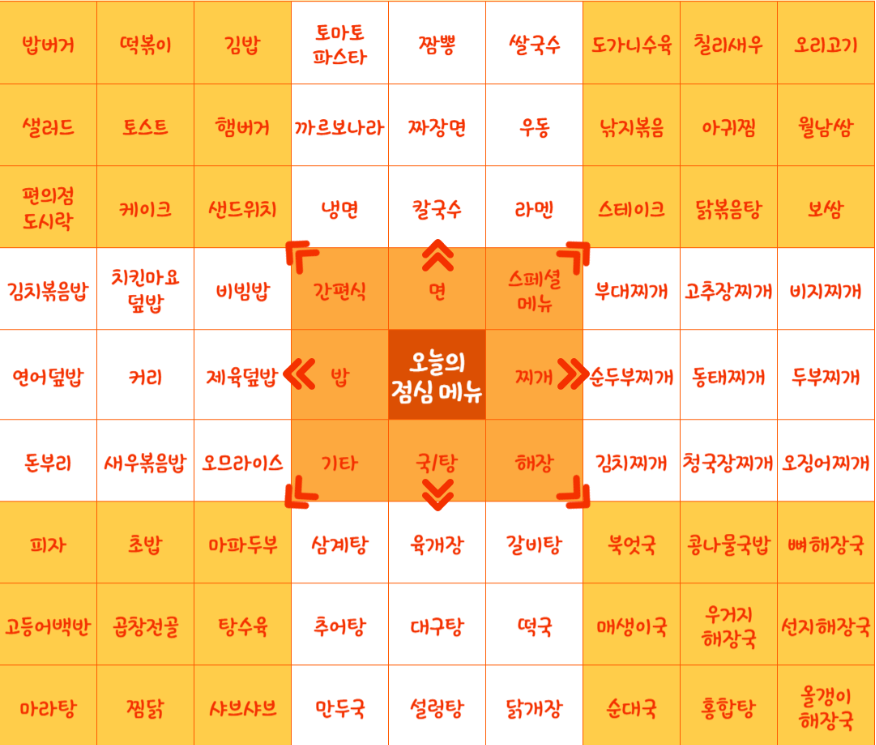 밥버거 떡볶이 김밥 토마토 파스타 짬뽕 쌀국수 도가니수육 칠리새우 오리고기
샐러드 토스트 햄버거 까르보나라 짜장면 우동 낚지볶음 아귀찜 월남쌈
편의점 도시락 케이크 샌드위치 냉면 칼국수 라멘 스테이크 닭볶음탕 보쌈
김치볶음밥 치킨마요 덮밥 비빔밥 간편식 면 스페셜 메뉴 부대찌개 고추장찌개 비지찌개
연어덮밥 커리 제육덮밥 밥 오늘의 점심 메뉴 찌개 순두부찌개 동태찌개 두부찌개
돈부리 새우볶음밥 오므라이스 기타 국/탕 해장 김치찌개 청국장찌개 오징어찌개
피자 초밥 마파두부 삼계탕 육개장 갈비탕 북엇국 콩나물국밥 뼈해장국
고등어백반 곱창전골 탕수육 추어탕 대구탕 떡국 매생이국 우거지 해장국 선지해장국
마라탕 찜닭 샤브샤브 만두국 설렁탕 닭개장 순대국 홍합탕 올갱이 해장국